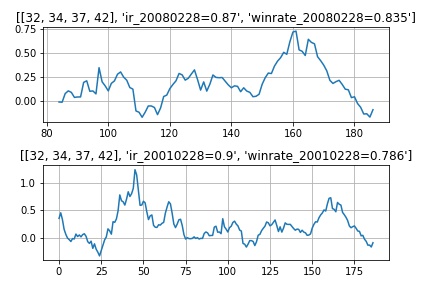 [[32, 34, 37, 42], 'ir_20080228=0.87', 'winrate_20080228=0.835']
0.75
0.50
0.25
0.00
80 100 120 140 160 180
[[32, 34, 37, 42], 'ir_20010228=0.9', 'winrate_20010228=0.786']
1.0
0.5
0.0
0 25 50 75 100 125 150 175